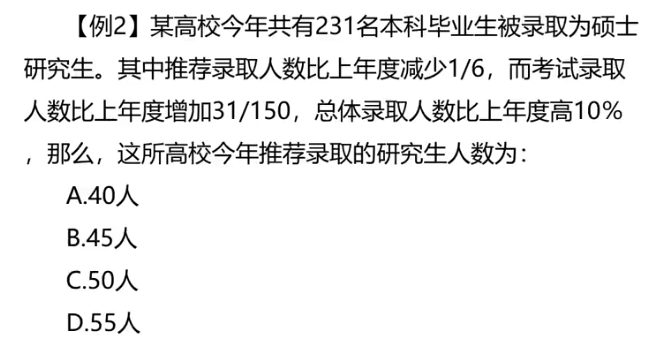 【例2】某高校今年共有231名本科毕业生被录取为硕士
研究生。其中推荐录取人数比上年度减少1/6，而考试录取
人数比上年度增加31/150，总体录取人数比上年度高10%
，那么，这所高校今年推荐录取的研究生人数为：
A.40人
B.45人
C.50人
D.55人